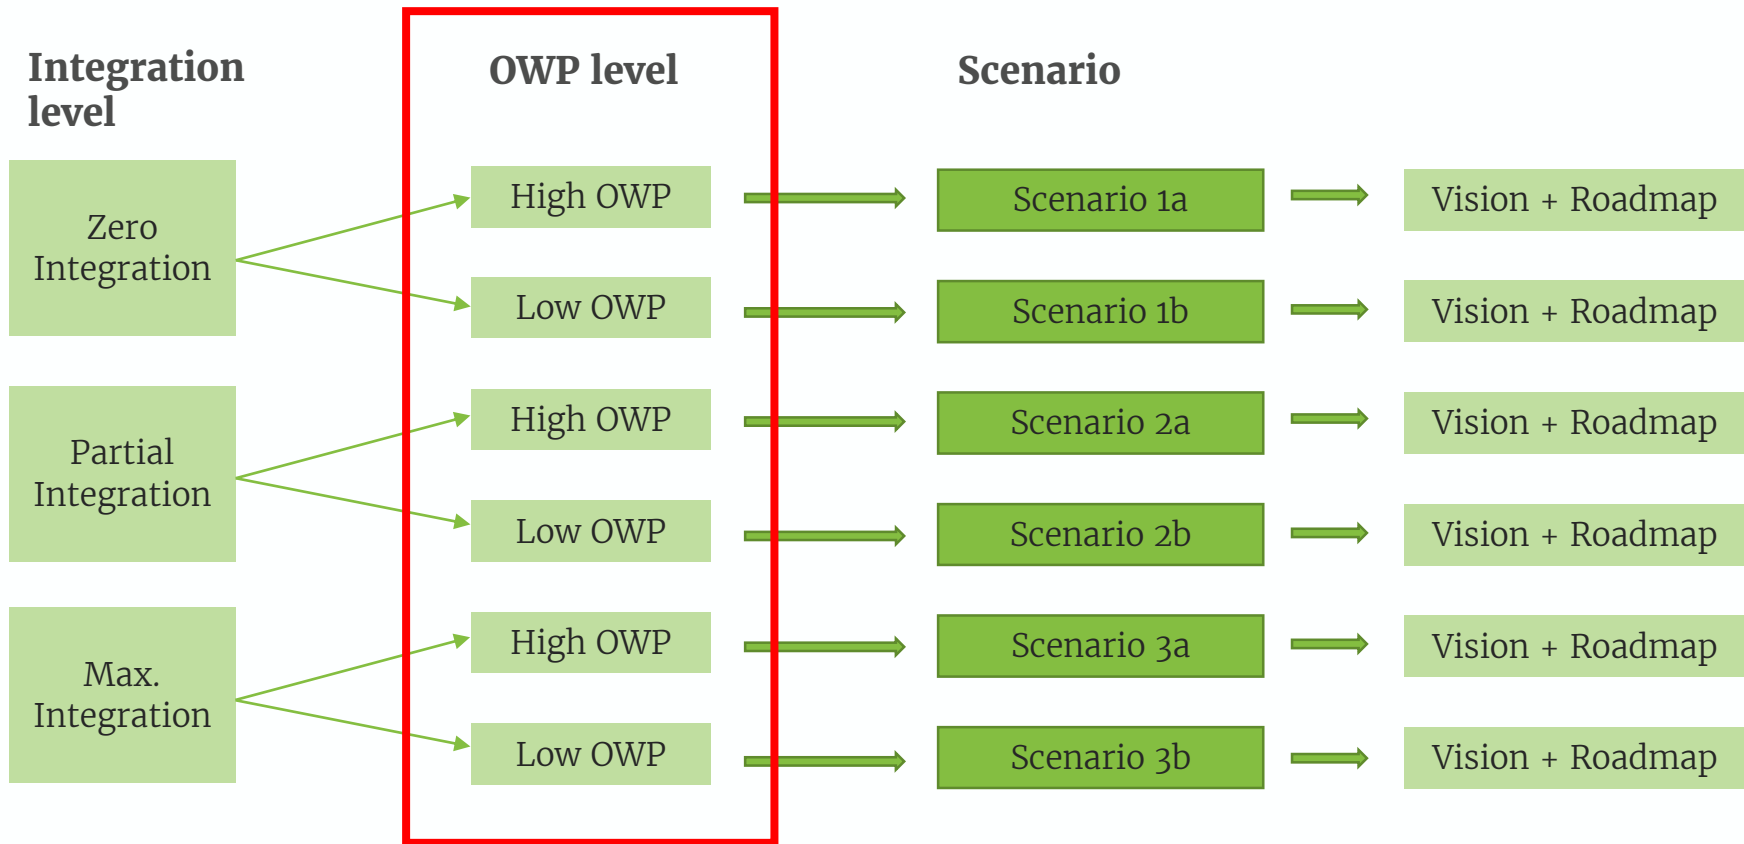 Integration
level
OWP level
Scenario
Zero
Integration
High OWP
Scenario 1a
Vision + Roadmap
Low OWP
Scenario 1b
Vision + Roadmap
Partial
Integration
High OWP
Scenario 2a
Vision + Roadmap
Low OWP
Scenario 2b
Vision + Roadmap
Max.
Integration
High OWP
Scenario 3a
Vision + Roadmap
Low OWP
Scenario 3b
Vision + Roadmap